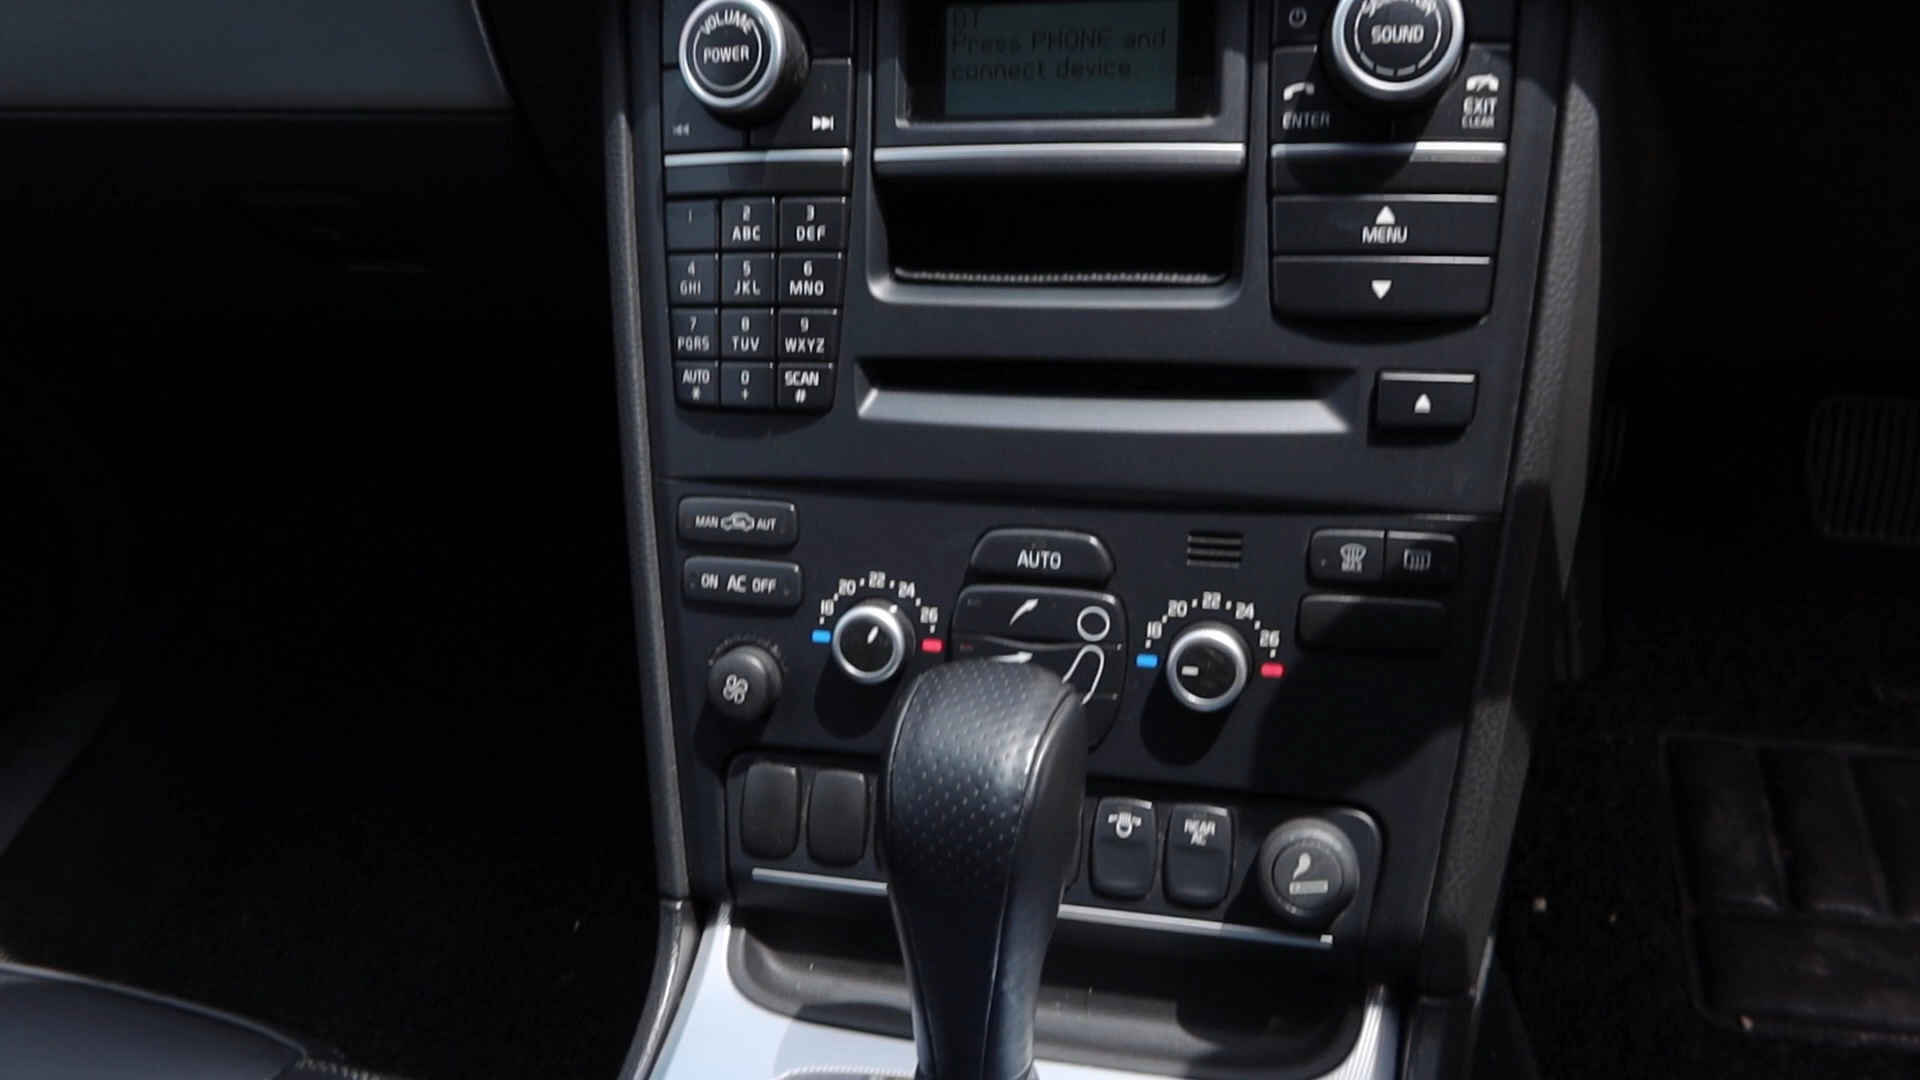 VOLUME
POWER
BT
Press PHONE and
connect device.
SOUND
ENTER
EXIT
CLEAR
1
2
ABC
3
DEF
4
GHI
5
JKL
6
MNO
7
PQRS
8
TUV
9
WXYZ
AUTO
*
0
+
SCAN
#
MENU
MAN AUT
ON AC OFF
AUTO
MAX
18 20 22 24 26
18 20 22 24 26
REAR
AC